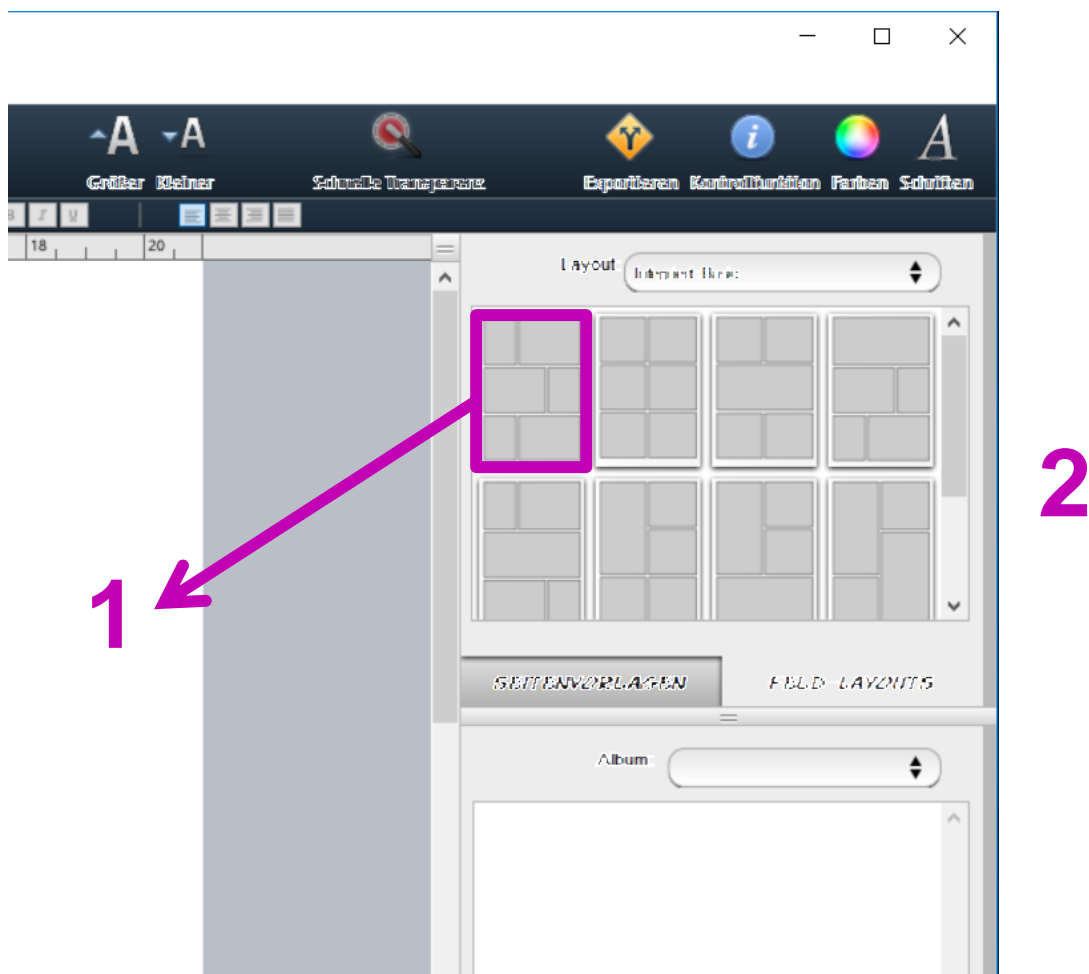 A A i A
Größer Kleiner Schnelle Transparenz Exportieren Kontrollfunktion Farben Schriften
B I U
18 20
Layout:
2
1
SEITENVORLAGEN FELD-LAYOUTS
Album: